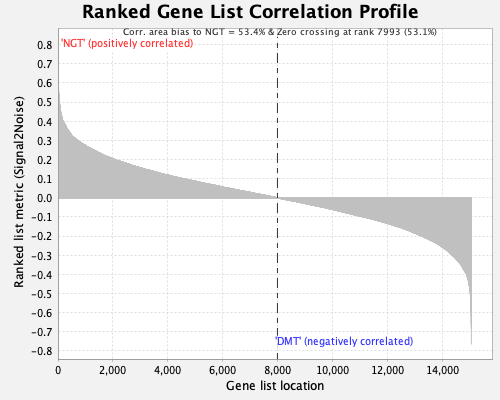 Ranked Gene List Correlation Profile
Corr. area bias to NGT = 53.4% & Zero crossing at rank 7993 (53.1%)
'NGT' (positively correlated)
0.8
0.7
0.6
0.5
0.4
0.3
0.2
0.1
0.0
-0.1
-0.2
-0.3
-0.4
-0.5
-0.6
-0.7
-0.8
Ranked list metric (Signal2Noise)
'DMT' (negatively correlated)
0 2,000 4,000 6,000 8,000 10,000 12,000 14,000
Gene list location